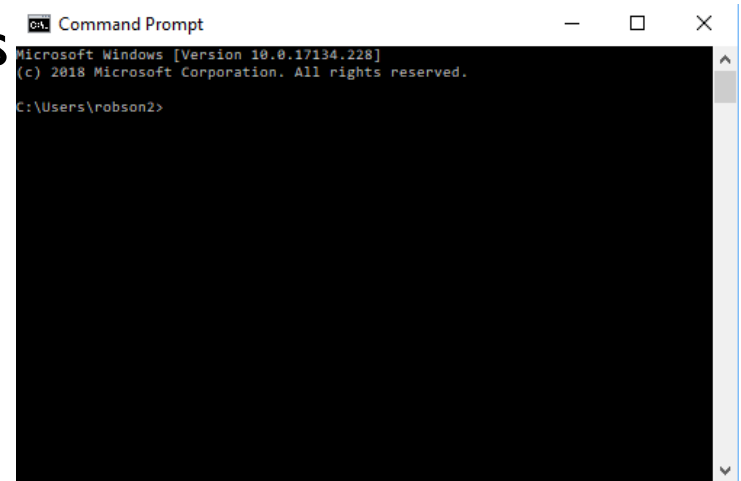 Command Prompt
s
Microsoft Windows [Version 10.0.17134.228]
(c) 2018 Microsoft Corporation. All rights reserved.
C:\Users\robson2>